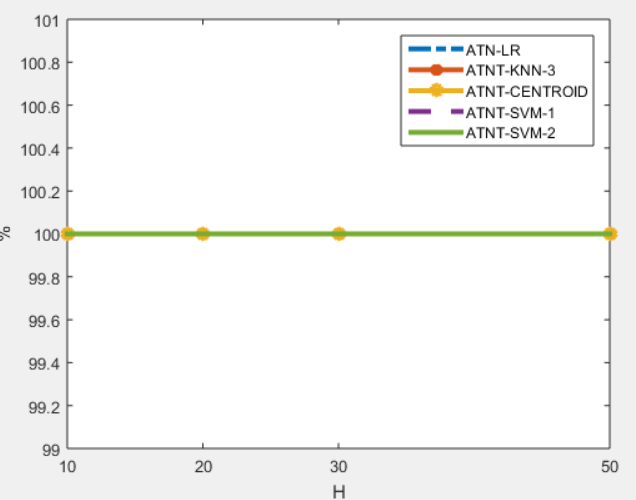 101
100.8
100.6
100.4
100.2
100
99.8
99.6
99.4
99.2
99
%
10 20 30 50
H
ATN-LR
ATNT-KNN-3
ATNT-CENTROID
ATNT-SVM-1
ATNT-SVM-2